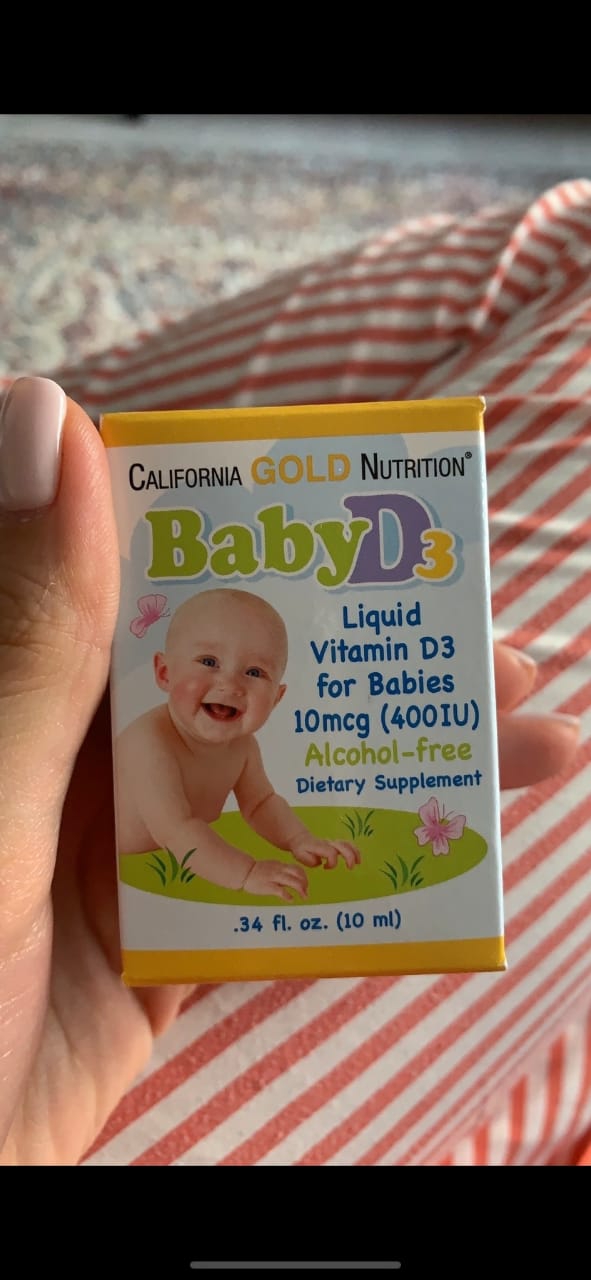 CALIFORNIA GOLD NUTRITION®
BabyD3
Liquid
Vitamin D3
for Babies
10mcg (400IU)
Alcohol-free
Dietary Supplement
.34 fl. oz. (10 ml)